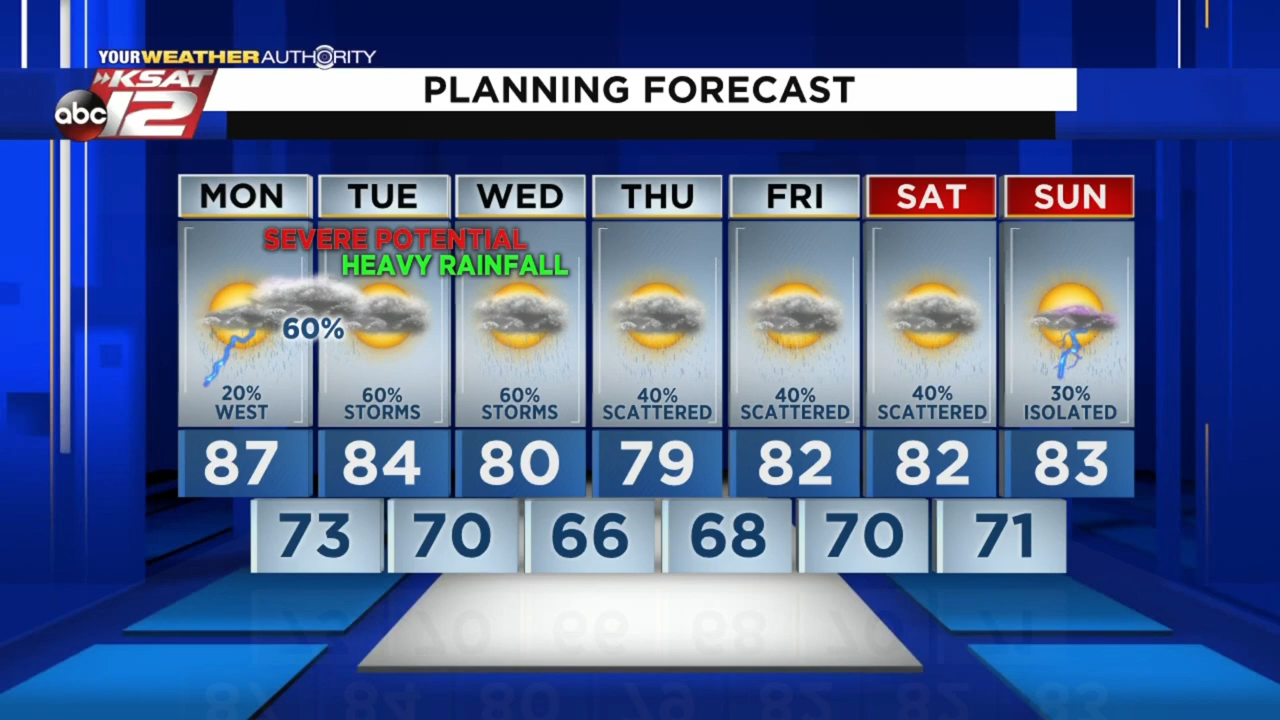 YOURWEATHERAUTHORITY
KSAT
abc 12
PLANNING FORECAST
MON TUE WED THU FRI SAT SUN
SEVERE POTENTIAL
HEAVY RAINFALL
60%
20% 60% 60% 40% 40% 40% 30%
WEST STORMS STORMS SCATTERED SCATTERED SCATTERED ISOLATED
87 84 80 79 82 82 83
73 70 66 68 70 71